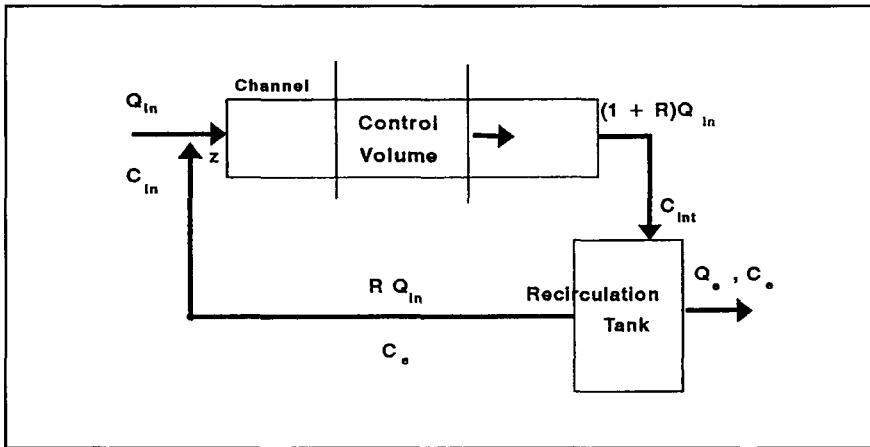 Channel
Q_in
C_in
z
Control
Volume
(1 + R)Q_in
C_int
R Q_in
C_e
Recirculation
Tank
Q_e , C_e